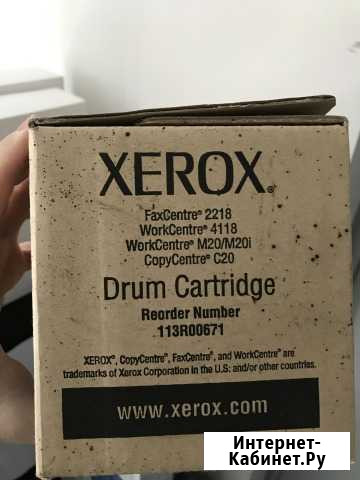 XEROX®
FaxCentre® 2218
WorkCentre® 4118
WorkCentre® M20/M20i
CopyCentre® C20
Drum Cartridge
Reorder Number
113R00671
XEROX®, CopyCentre®, FaxCentre®, and WorkCentre® are
trademarks of Xerox Corporation in the U.S: and/or other countries.
www.xerox.com
Интернет-
Кабинет.Ру